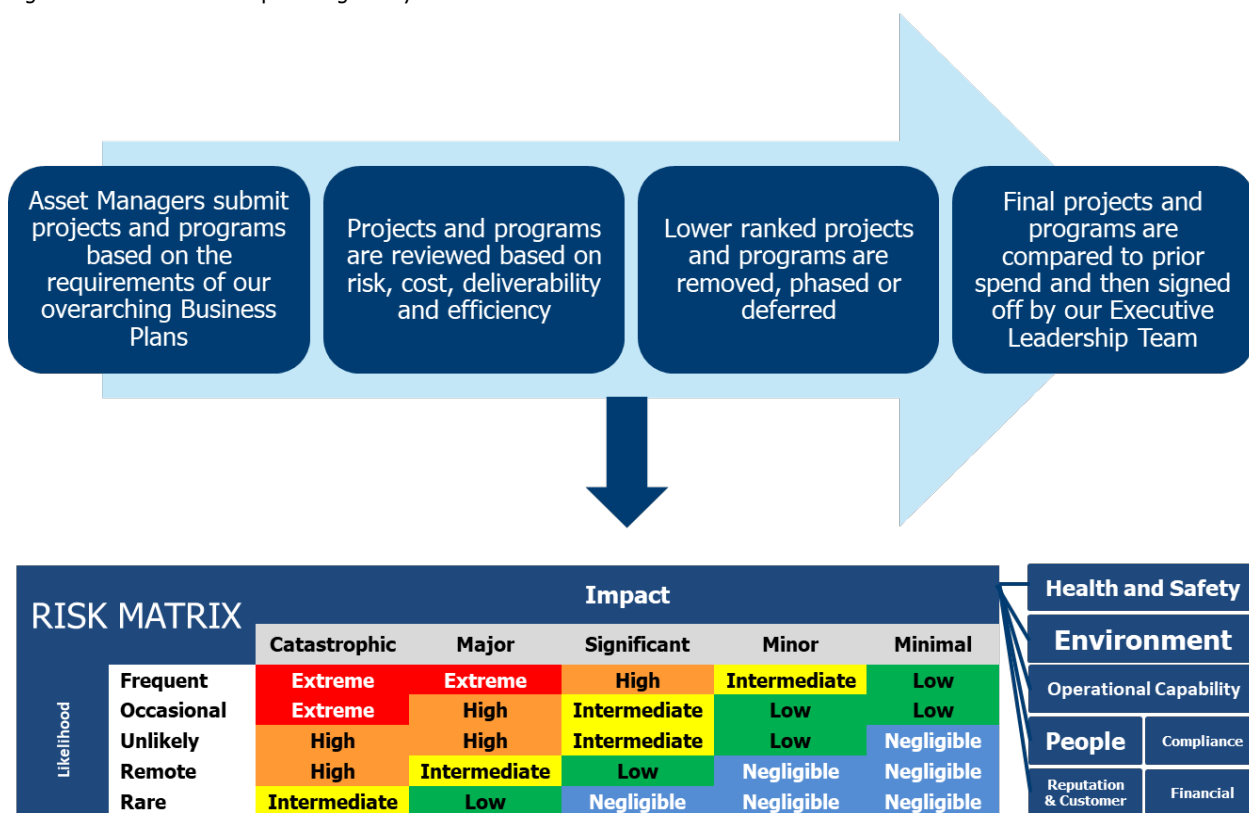 Asset Managers submit
projects and programs
based on the
requirements of our
overarching Business
Plans
Projects and programs
are reviewed based on
risk, cost, deliverability
and efficiency
Lower ranked projects
and programs are
removed, phased or
deferred
Final projects and
programs are
compared to prior
spend and then signed
off by our Executive
Leadership Team
RISK MATRIX
Impact
Catastrophic Major Significant Minor Minimal
Likelihood
Frequent Extreme Extreme High Intermediate Low
Occasional Extreme High Intermediate Low Low
Unlikely High High Intermediate Low Negligible
Remote High Intermediate Low Negligible Negligible
Rare Intermediate Low Negligible Negligible Negligible
Health and Safety
Environment
Operational Capability
People Compliance
Reputation
& Customer
Financial